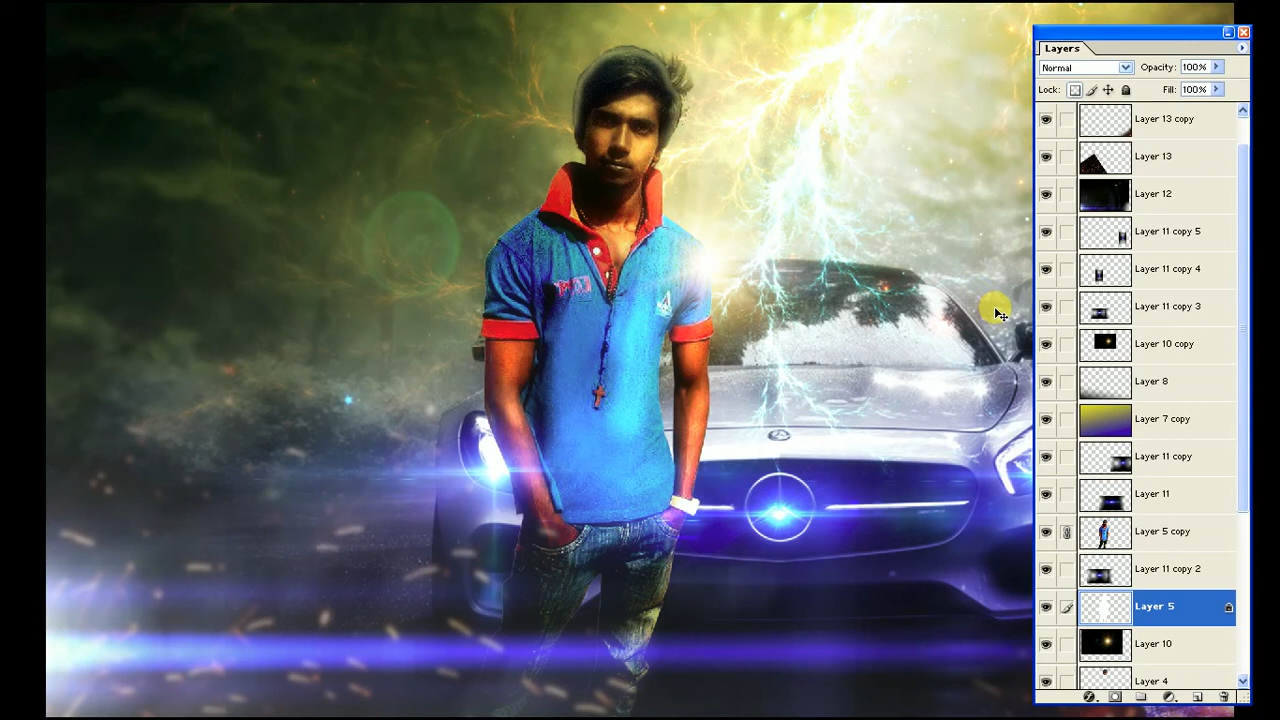 Layers
Normal
Opacity: 100%
Lock:
Fill: 100%
Layer 13 copy
Layer 13
Layer 12
Layer 11 copy 5
Layer 11 copy 4
Layer 11 copy 3
Layer 10 copy
Layer 8
Layer 7 copy
Layer 11 copy
Layer 11
Layer 5 copy
Layer 11 copy 2
Layer 5
Layer 10
Layer 4